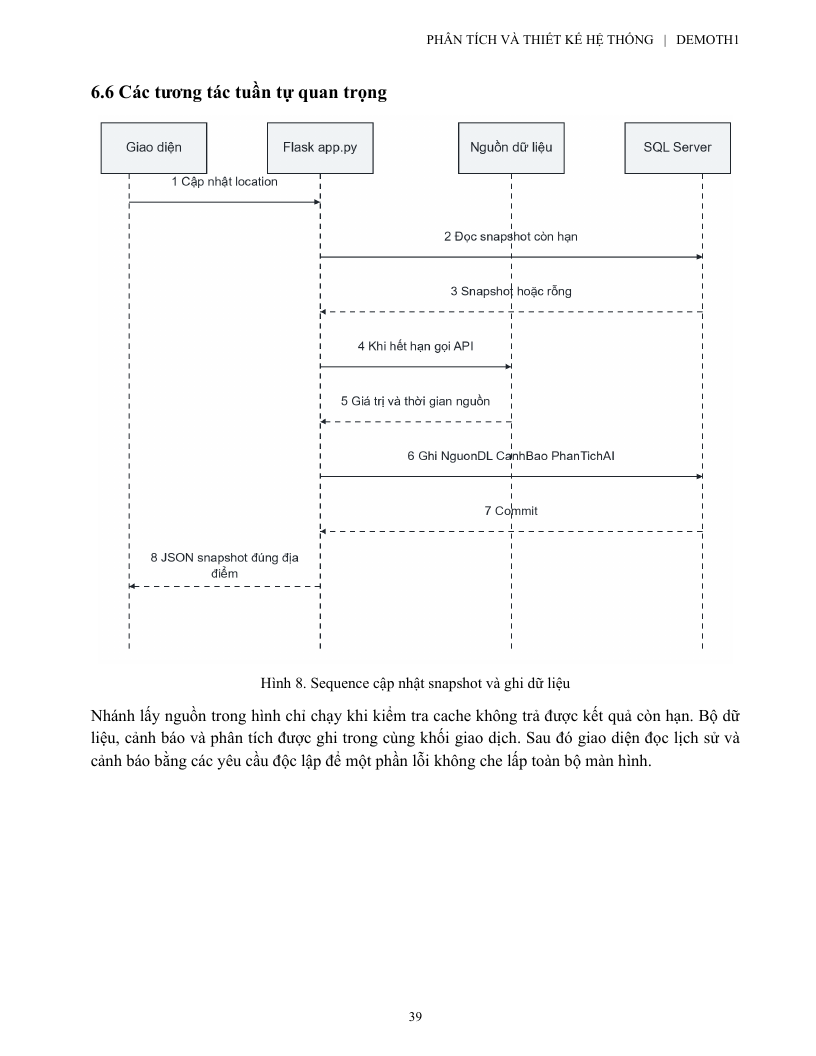 PHÂN TÍCH VÀ THIẾT KẾ HỆ THỐNG | DEMOTH1
6.6 Các tương tác tuần tự quan trọng
Giao diện
Flask app.py
Nguồn dữ liệu
SQL Server
1 Cập nhật location
2 Đọc snapshot còn hạn
3 Snapshot hoặc rỗng
4 Khi hết hạn gọi API
5 Giá trị và thời gian nguồn
6 Ghi NguonDL CanhBao PhanTichAI
7 Commit
8 JSON snapshot đúng địa
điểm
Hình 8. Sequence cập nhật snapshot và ghi dữ liệu
Nhánh lấy nguồn trong hình chỉ chạy khi kiểm tra cache không trả được kết quả còn hạn. Bộ dữ
liệu, cảnh báo và phân tích được ghi trong cùng khối giao dịch. Sau đó giao diện đọc lịch sử và
cảnh báo bằng các yêu cầu độc lập để một phần lỗi không che lấp toàn bộ màn hình.
39